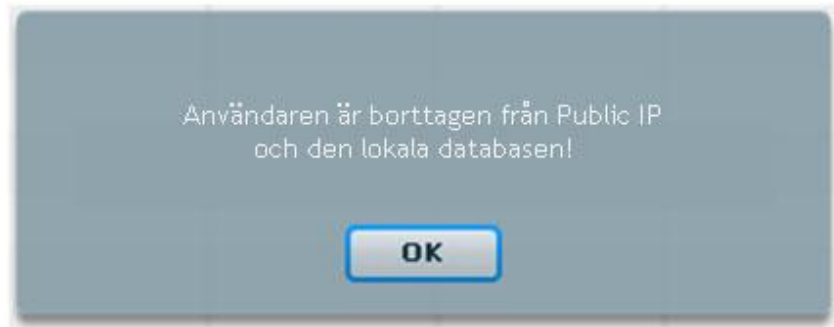 Användaren är borttagen från Public IP
och den lokala databasen!
OK